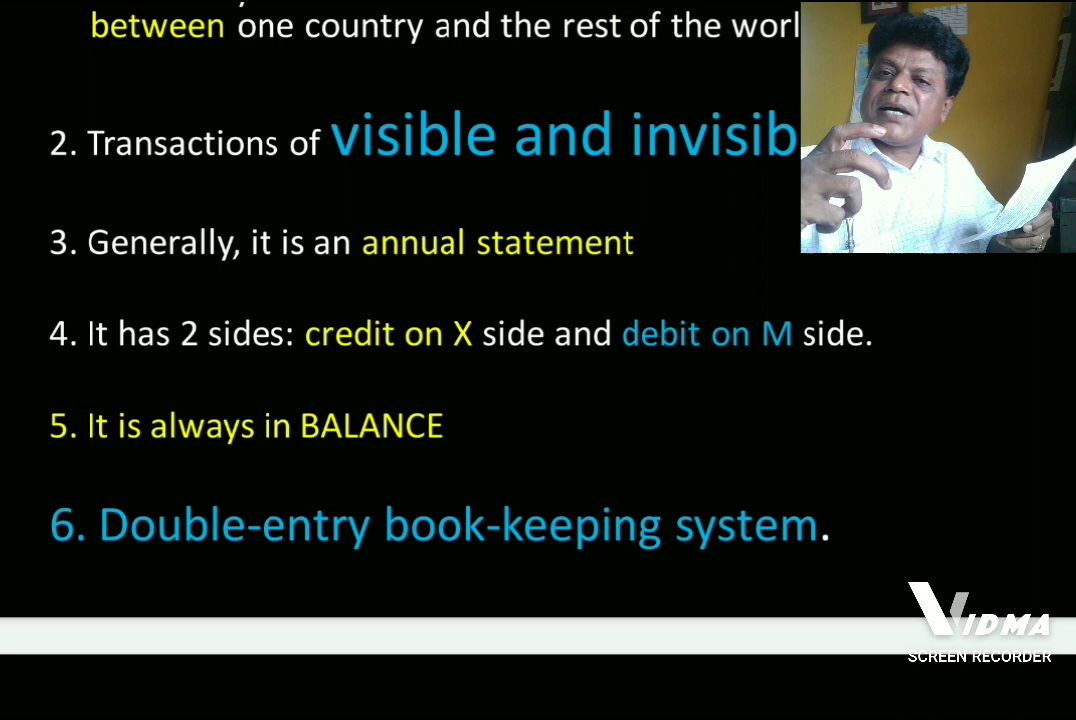 between one country and the rest of the worl
2. Transactions of visible and invisib
3. Generally, it is an annual statement
4. It has 2 sides: credit on X side and debit on M side.
5. It is always in BALANCE
6. Double-entry book-keeping system.
VIDMA
SCREEN RECORDER